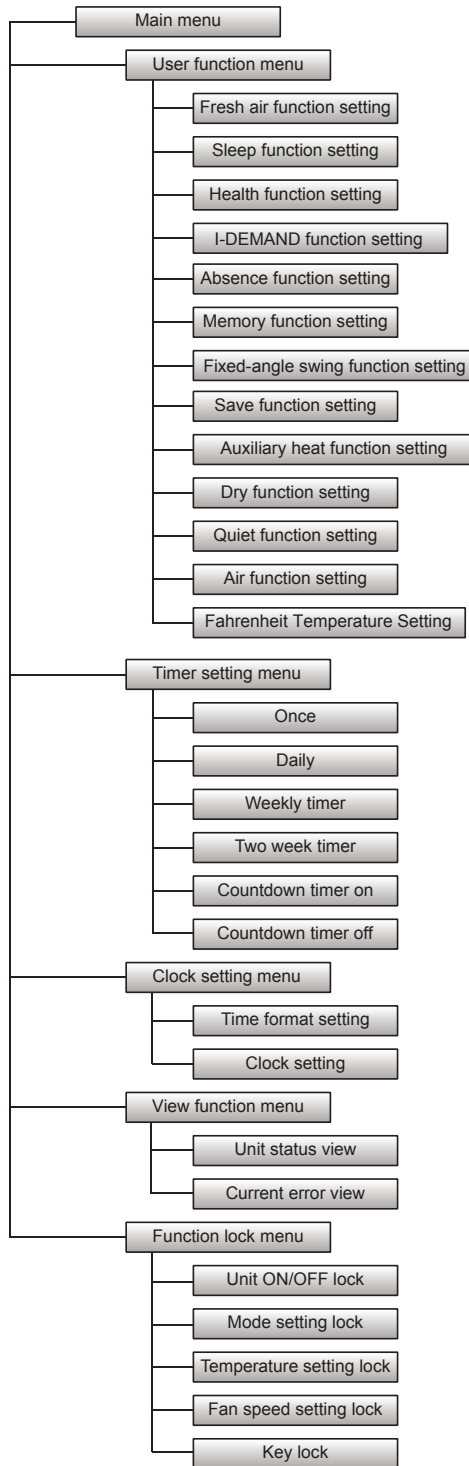 Main menu
User function menu
Fresh air function setting
Sleep function setting
Health function setting
I-DEMAND function setting
Absence function setting
Memory function setting
Fixed-angle swing function setting
Save function setting
Auxiliary heat function setting
Dry function setting
Quiet function setting
Air function setting
Fahrenheit Temperature Setting
Timer setting menu
Once
Daily
Weekly timer
Two week timer
Countdown timer on
Countdown timer off
Clock setting menu
Time format setting
Clock setting
View function menu
Unit status view
Current error view
Function lock menu
Unit ON/OFF lock
Mode setting lock
Temperature setting lock
Fan speed setting lock
Key lock